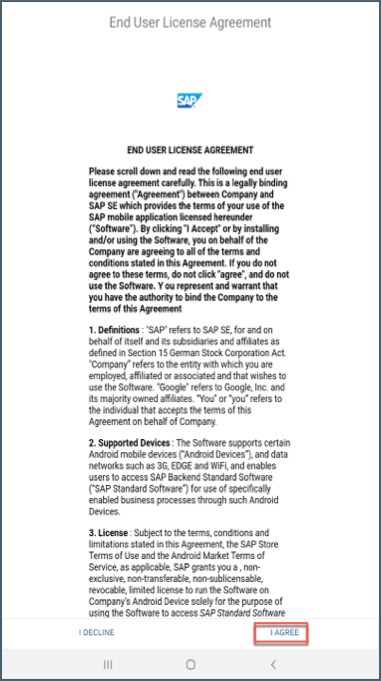 End User License Agreement
SAP
END USER LICENSE AGREEMENT
Please scroll down and read the following end user
license agreement carefully. This is a legally binding
agreement ("Agreement") between Company and
SAP SE which provides the terms of your use of the
SAP mobile application licensed hereunder
("Software"). By clicking "I Accept" or by installing
and/or using the Software, you on behalf of the
Company are agreeing to all of the terms and
conditions stated in this Agreement. If you do not
agree to these terms, do not click "agree", and do not
use the Software. Y ou represent and warrant that
you have the authority to bind the Company to the
terms of this Agreement
1. Definitions : "SAP" refers to SAP SE, for and on
behalf of itself and its subsidiaries and affiliates as
defined in Section 15 German Stock Corporation Act.
"Company" refers to the entity with which you are
employed, affiliated or associated and that wishes to
use the Software. "Google" refers to Google, Inc. and
its majority owned affiliates. "You" or "you" refers to
the individual that accepts the terms of this
Agreement on behalf of Company.
2. Supported Devices : The Software supports certain
Android mobile devices ("Android Devices"), and data
networks such as 3G, EDGE and WiFi, and enables
users to access SAP Backend Standard Software
("SAP Standard Software") for use of specifically
enabled business processes through such Android
Devices.
3. License : Subject to the terms, conditions and
limitations stated in this Agreement, the SAP Store
Terms of Use and the Android Market Terms of
Service, as applicable, SAP grants you a , non-
exclusive, non-transferable, non-sublicensable,
revocable, limited license to run the Software on
Company's Android Device solely for the purpose of
using the Software to access SAP Standard Software
I DECLINE
I AGREE